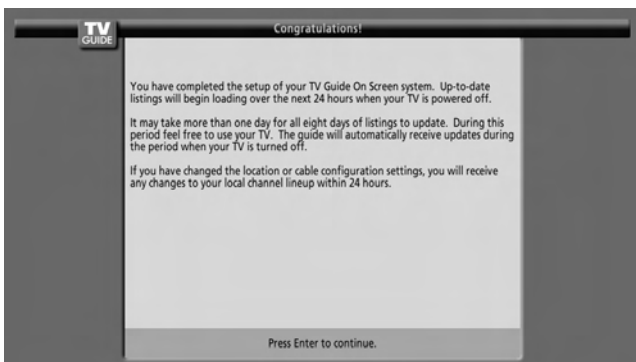 TV
GUIDE
Congratulations!
You have completed the setup of your TV Guide On Screen system. Up-to-date
listings will begin loading over the next 24 hours when your TV is powered off.
It may take more than one day for all eight days of listings to update. During this
period feel free to use your TV. The guide will automatically receive updates during
the period when your TV is turned off.
If you have changed the location or cable configuration settings, you will receive
any changes to your local channel lineup within 24 hours.
Press Enter to continue.